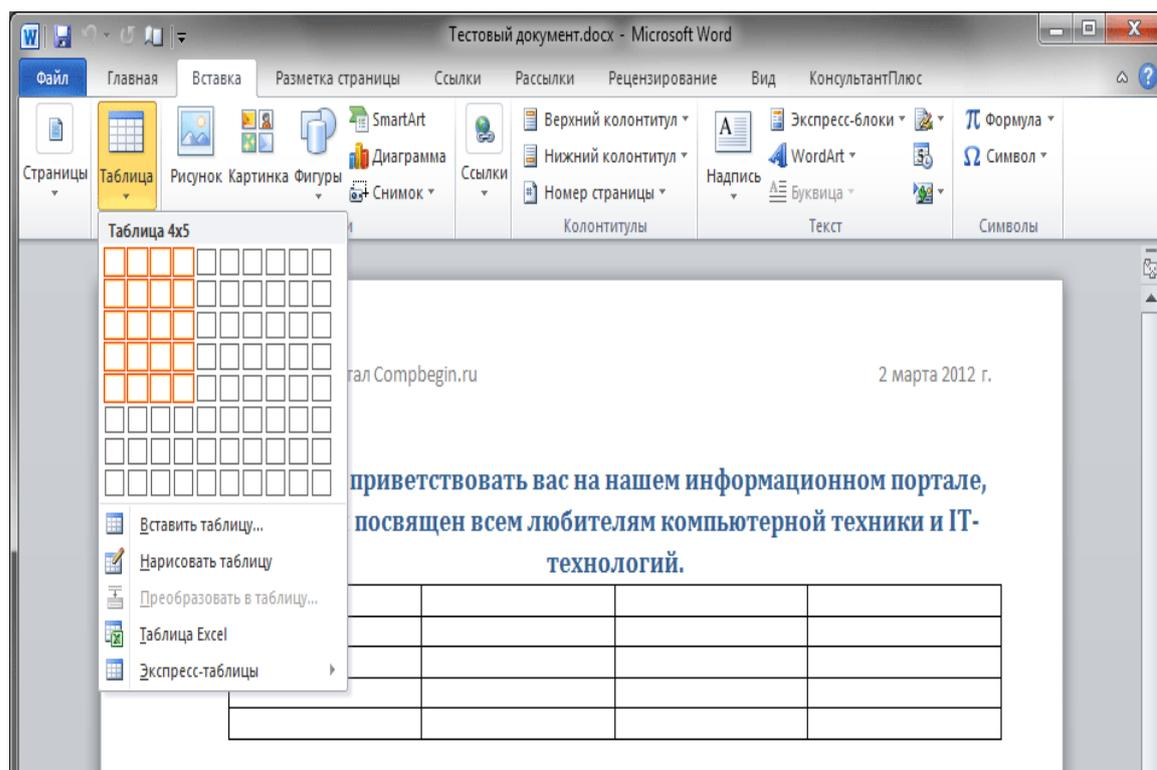 Тестовый документ.docx - Microsoft Word
Файл Главная Вставка Разметка страницы Ссылки Рассылки Рецензирование Вид КонсультантПлюс
Страницы
Таблица
Рисунок
Картинка
Фигуры
SmartArt
Диаграмма
Снимок
Ссылки
Верхний колонтитул
Нижний колонтитул
Номер страницы
Колонтитулы
Надпись
Экспресс-блоки
WordArt
Буквица
Текст
π Формула
Ω Символ
Символы
Таблица 4x5
Вставить таблицу...
Нарисовать таблицу
Преобразовать в таблицу...
Таблица Excel
Экспресс-таблицы
Compbegin.ru 2 марта 2012 г.
приветствовать вас на нашем информационном портале,
посвящен всем любителям компьютерной техники и IT-
технологий.